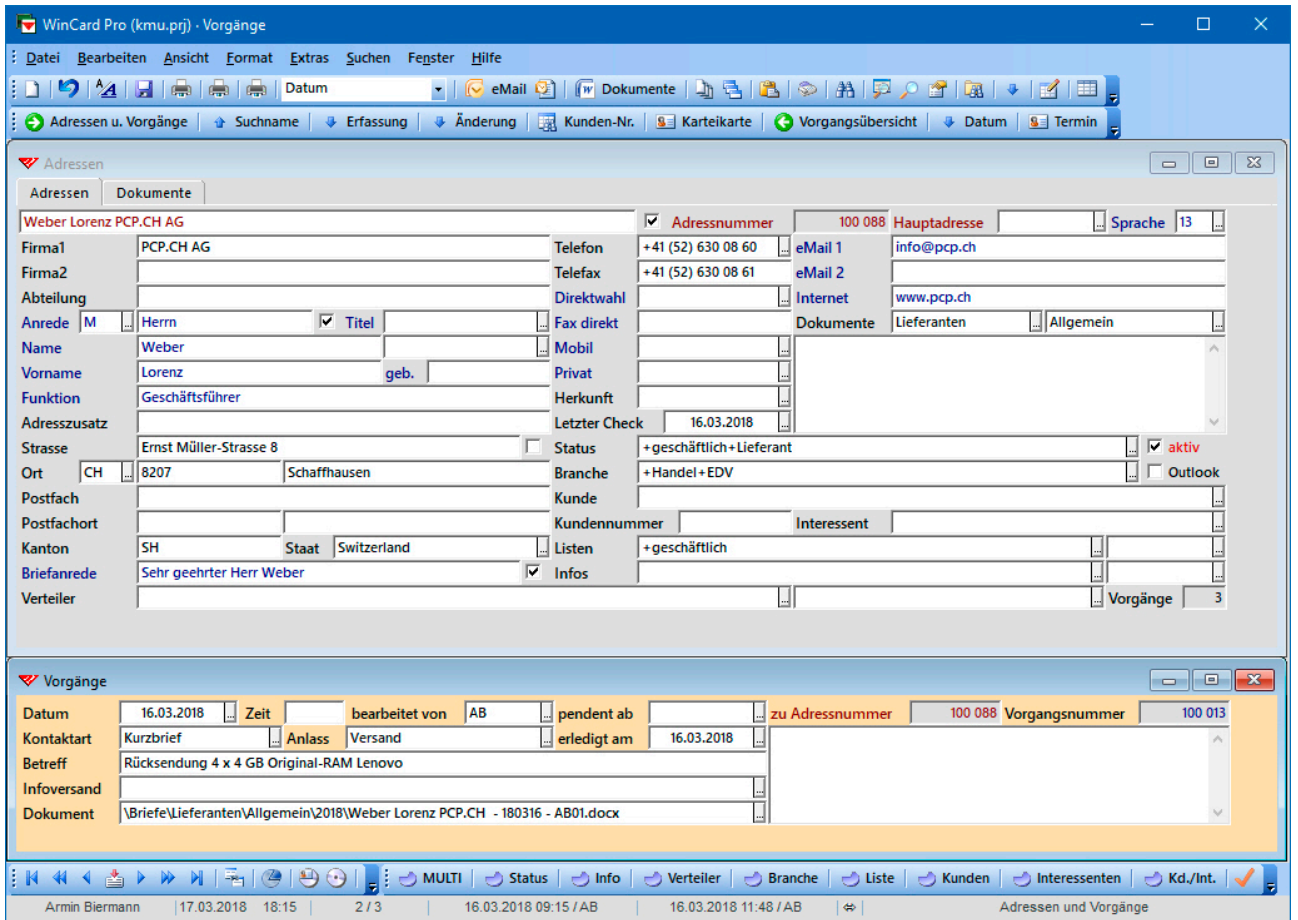 WinCard Pro (kmu.prj) - Vorgänge
Datei Bearbeiten Ansicht Format Extras Suchen Fenster Hilfe
Datum eMail Dokumente
Adressen u. Vorgänge Suchname Erfassung Änderung Kunden-Nr. Karteikarte Vorgangsübersicht Datum Termin
Adressen
Adressen Dokumente
Weber Lorenz PCP.CH AG Adressnummer 100 088 Hauptadresse Sprache 13
Firma1 PCP.CH AG Telefon +41 (52) 630 08 60 eMail 1 info@pcp.ch
Firma2 Telefax +41 (52) 630 08 61 eMail 2
Abteilung Direktwahl Internet www.pcp.ch
Anrede M Herrn Titel Fax direkt Dokumente Lieferanten Allgemein
Name Weber Mobil
Vorname Lorenz geb. Privat
Funktion Geschäftsführer Herkunft
Adresszusatz Letzter Check 16.03.2018
Strasse Ernst Müller-Strasse 8 Status +geschäftlich+Lieferant aktiv
Ort CH 8207 Schaffhausen Branche +Handel+EDV Outlook
Postfach Kunde
Postfachort Kundennummer Interessent
Kanton SH Staat Switzerland Listen +geschäftlich
Briefanrede Sehr geehrter Herr Weber Infos
Verteiler Vorgänge 3
Vorgänge
Datum 16.03.2018 Zeit bearbeitet von AB pendent ab zu Adressnummer 100 088 Vorgangsnummer 100 013
Kontaktart Kurzbrief Anlass Versand erledigt am 16.03.2018
Betreff Rücksendung 4 x 4 GB Original-RAM Lenovo
Infoversand
Dokument \Briefe\Lieferanten\Allgemein\2018\Weber Lorenz PCP.CH - 180316 - AB01.docx
MULTI Status Info Verteiler Branche Liste Kunden Interessenten Kd./Int.
Armin Biermann 17.03.2018 18:15 2 / 3 16.03.2018 09:15 / AB 16.03.2018 11:48 / AB Adressen und Vorgänge